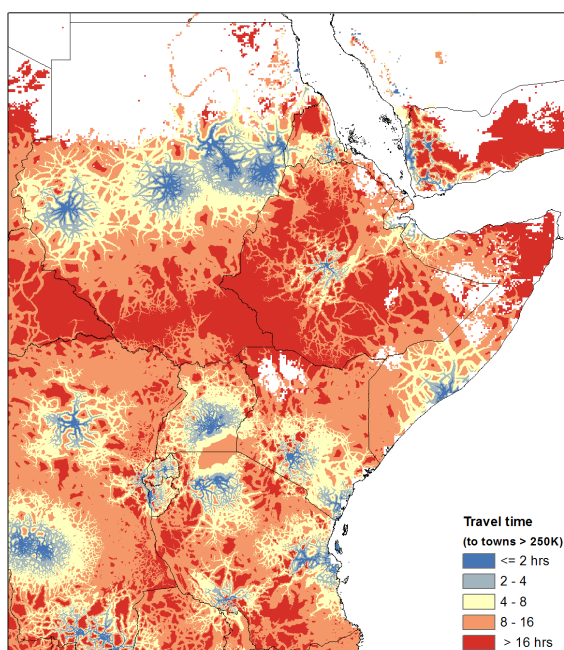 Travel time
(to towns > 250K)
<= 2 hrs
2 - 4
4 - 8
8 - 16
> 16 hrs